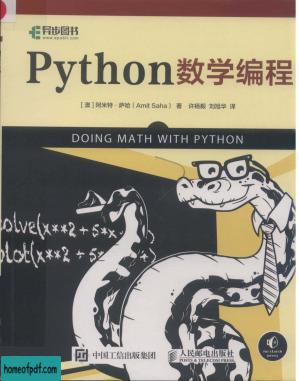 异步图书
www.epubit.com
Python数学编程
[澳]阿米特·萨哈(Amit Saha) 著 许杨毅 刘旭华 译
DOING MATH WITH PYTHON
solve(x**2 + 5*x
plot(x**2 + 5*x
中国工信出版集团
人民邮电出版社
homeofpdf.com